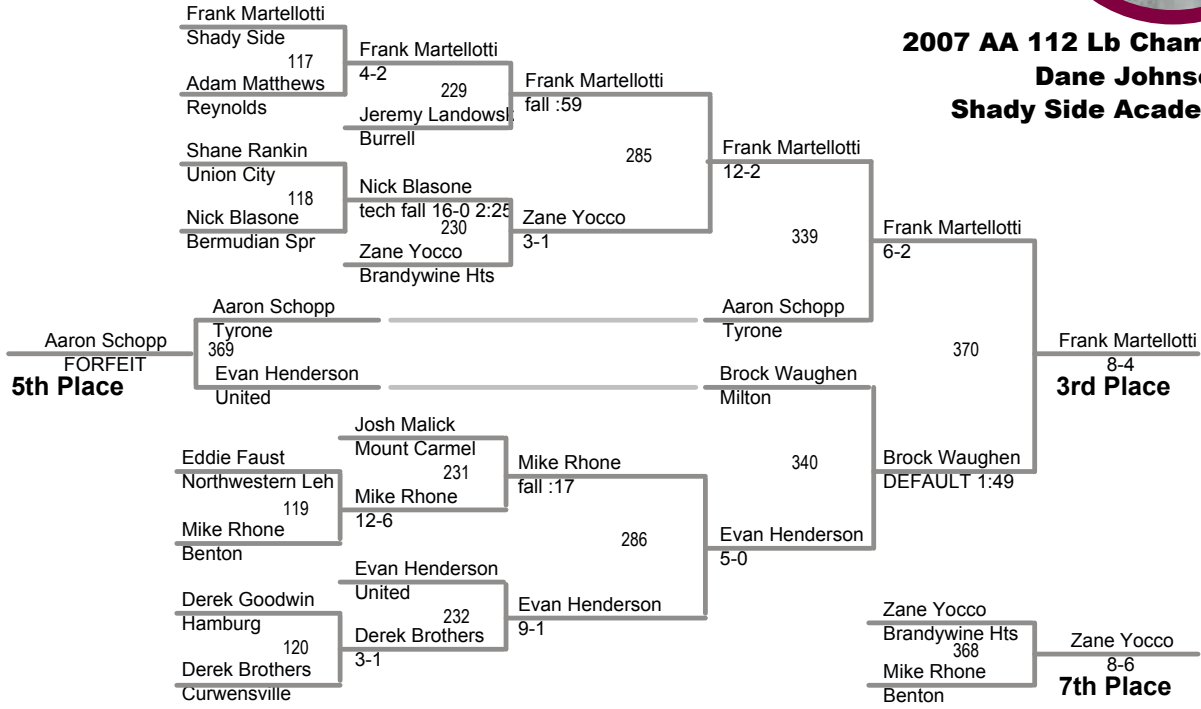 2007 AA 112 Lb
Dane
Shady Side
Frank Martellotti
Shady Side
117
Adam Matthews
Reynolds
Frank Martellotti
4-2
229
Jeremy
Burrell
Frank Martellotti
fall :59
Shane Rankin
Union City
118
Nick Blasone
Bermudian Spr
Nick Blasone
tech fall 16-0 2:25
230
Zane Yocco
Brandywine Hts
Zane Yocco
3-1
285
Frank Martellotti
12-2
339
Aaron Schopp
Tyrone
Frank Martellotti
6-2
Aaron Schopp
Tyrone
369
Evan Henderson
United
Aaron Schopp
FORFEIT
5th Place
370
Frank Martellotti
8-4
3rd Place
Brock Waughen
Milton
340
Brock Waughen
DEFAULT 1:49
Josh Malick
Mount Carmel
231
Eddie Faust
Northwestern Leh
119
Mike Rhone
Benton
Mike Rhone
12-6
Mike Rhone
fall :17
286
Evan Henderson
5-0
Evan Henderson
United
232
Derek Goodwin
Hamburg
120
Derek Brothers
Curwensville
Derek Brothers
3-1
Evan Henderson
9-1
Zane Yocco
Brandywine Hts
368
Mike Rhone
Benton
Zane Yocco
8-6
7th Place